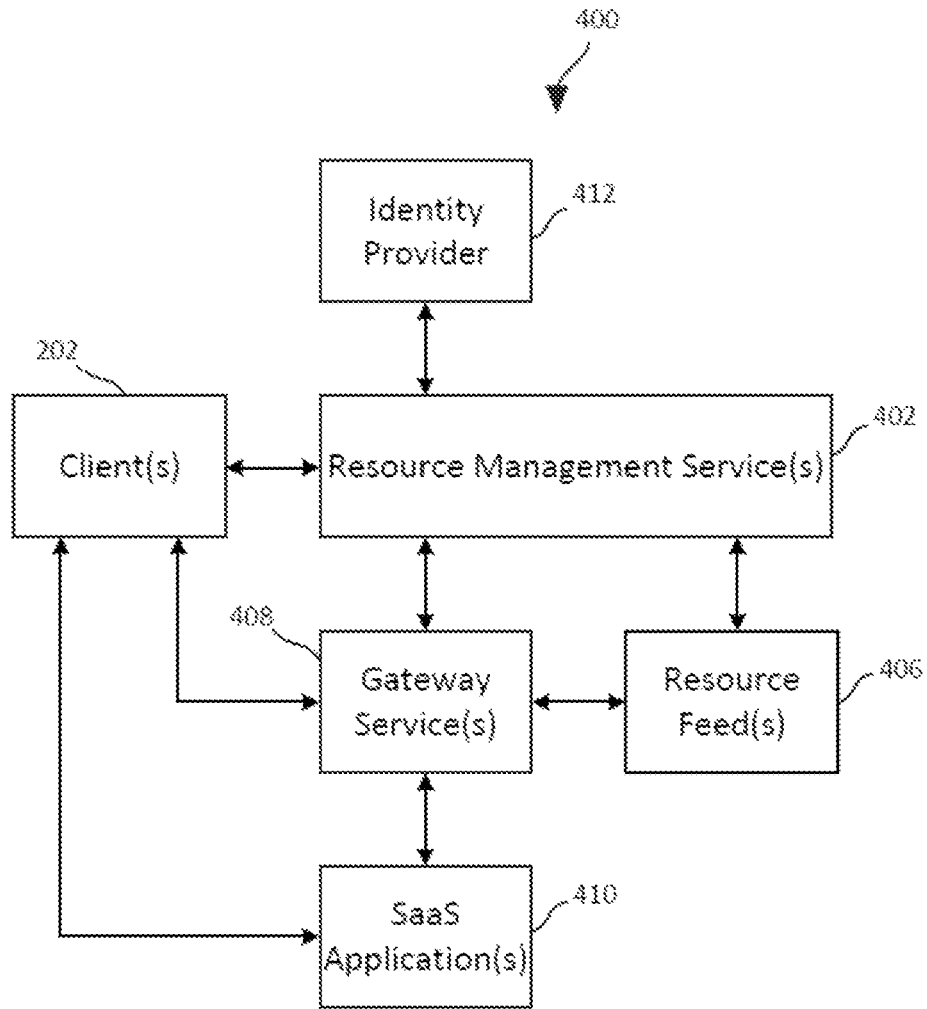 400
Identity
Provider
412
202
Client(s)
Resource Management Service(s)
402
408
Gateway
Service(s)
Resource
Feed(s)
406
SaaS
Application(s)
410